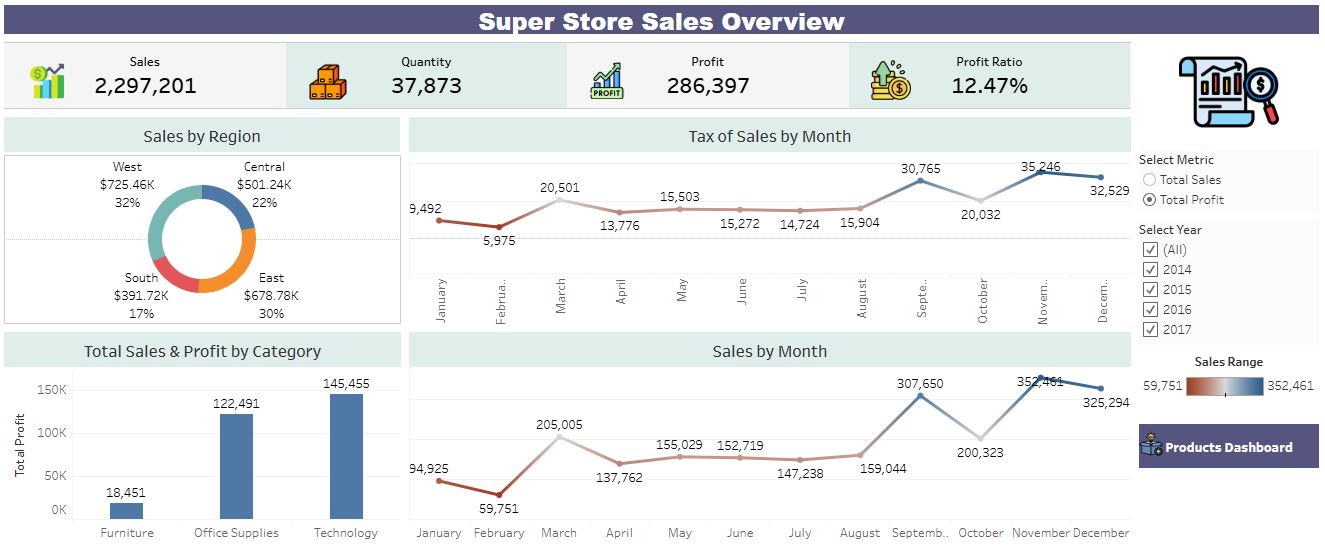 Super Store Sales Overview
Sales
2,297,201
Quantity
37,873
Profit
286,397
PROFIT
Profit Ratio
12.47%
Sales by Region
West
$725.46K
32%
Central
$501.24K
22%
South
$391.72K
17%
East
$678.78K
30%
Tax of Sales by Month
9,492
5,975
20,501
13,776
15,503
15,272
14,724
15,904
30,765
20,032
35,246
32,529
January
Februa..
March
April
May
June
July
August
Septe..
October
Novem..
Decem..
Select Metric
Total Sales
Total Profit
Select Year
(All)
2014
2015
2016
2017
Sales Range
59,751
352,461
Products Dashboard
Total Sales & Profit by Category
Total Profit
150K
100K
50K
0K
18,451
122,491
145,455
Furniture
Office Supplies
Technology
Sales by Month
94,925
59,751
205,005
137,762
155,029
152,719
147,238
159,044
307,650
200,323
352,461
325,294
January
February
March
April
May
June
July
August
Septemb..
October
November
December